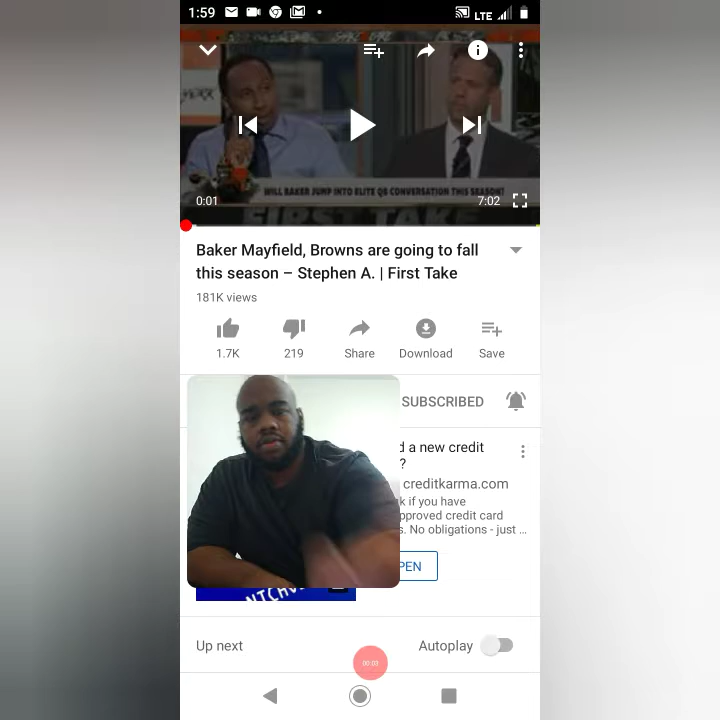 1:59
LTE
WILL BAKER JUMP INTO ELITE QB CONVERSATION THIS SEASON?
0:01
7:02
FIRST TAKE
Baker Mayfield, Browns are going to fall
this season – Stephen A. | First Take
181K views
1.7K
219
Share
Download
Save
SUBSCRIBED
d a new credit
?
creditkarma.com
k if you have
pproved credit card
s. No obligations - just ...
PEN
Up next
Autoplay
00:03